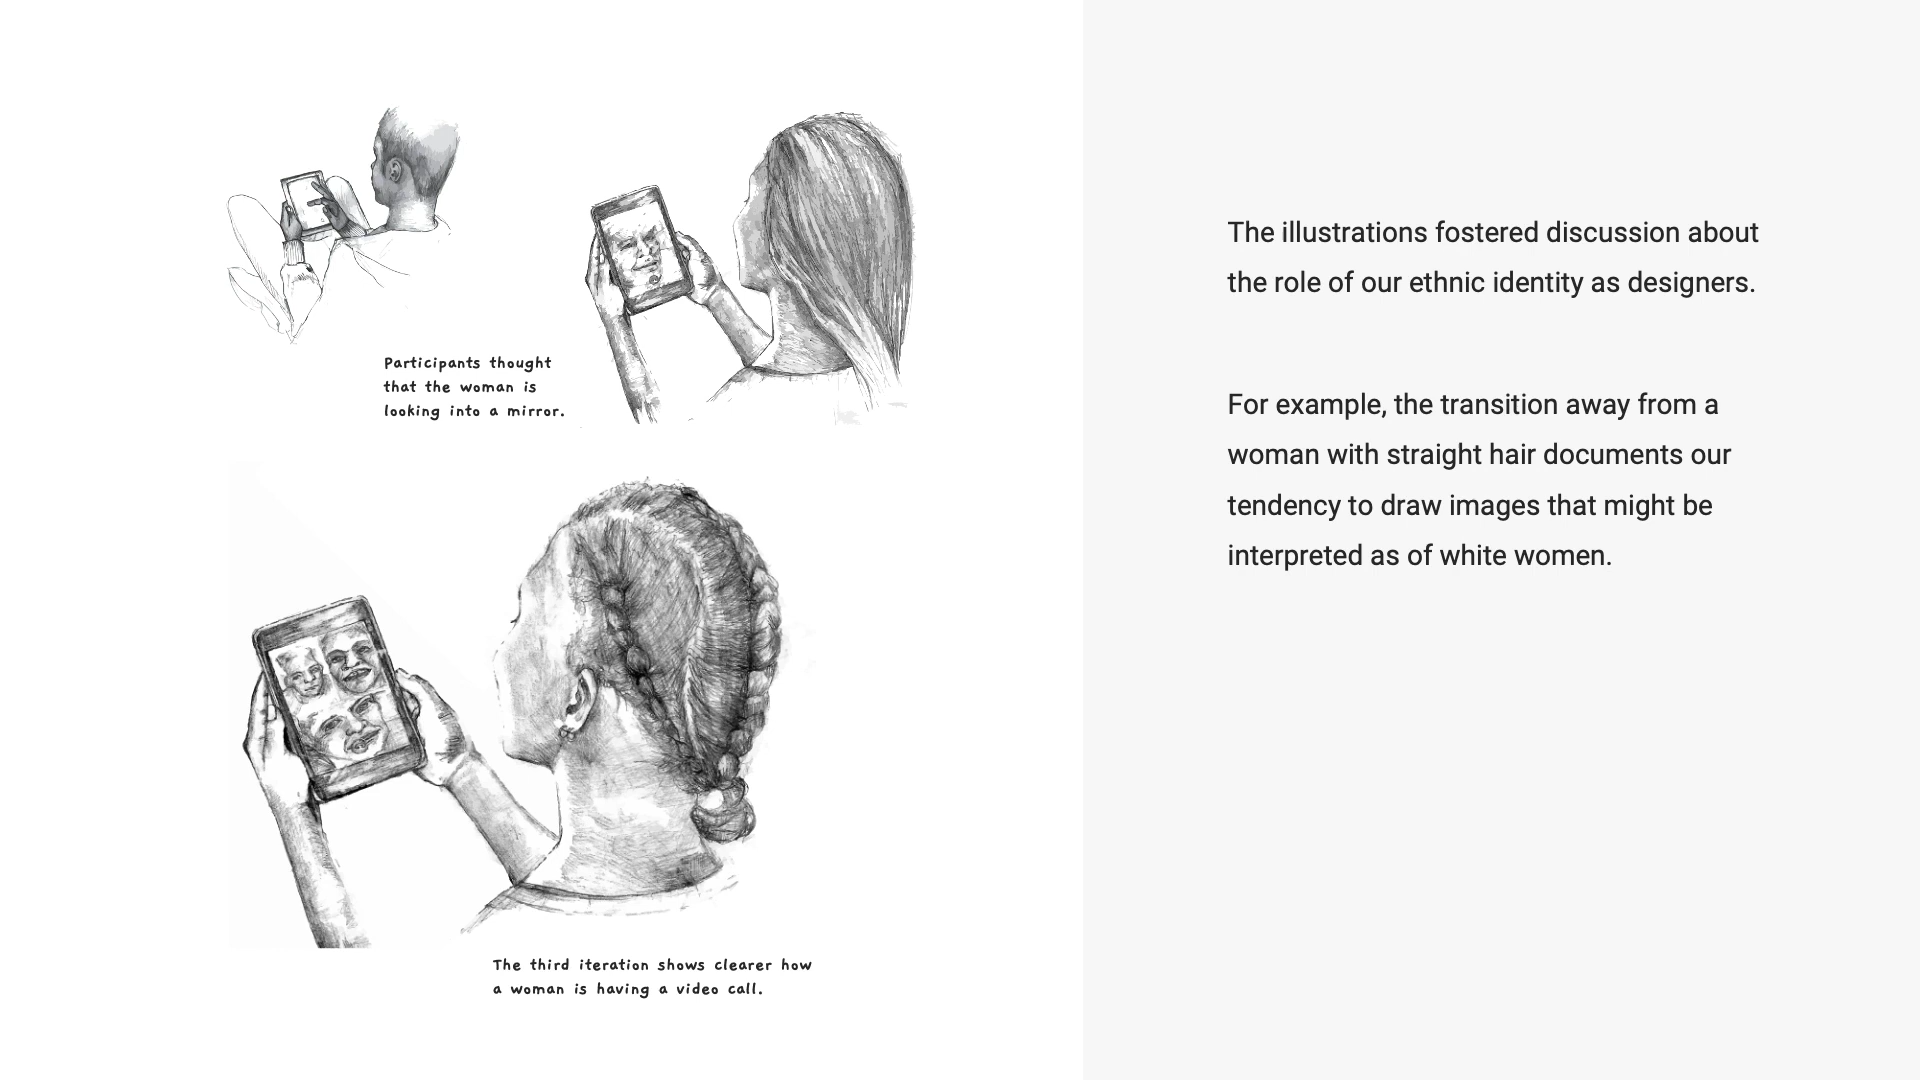 Participants thought
that the woman is
looking into a mirror.
The third iteration shows clearer how
a woman is having a video call.
The illustrations fostered discussion about
the role of our ethnic identity as designers.
For example, the transition away from a
woman with straight hair documents our
tendency to draw images that might be
interpreted as of white women.